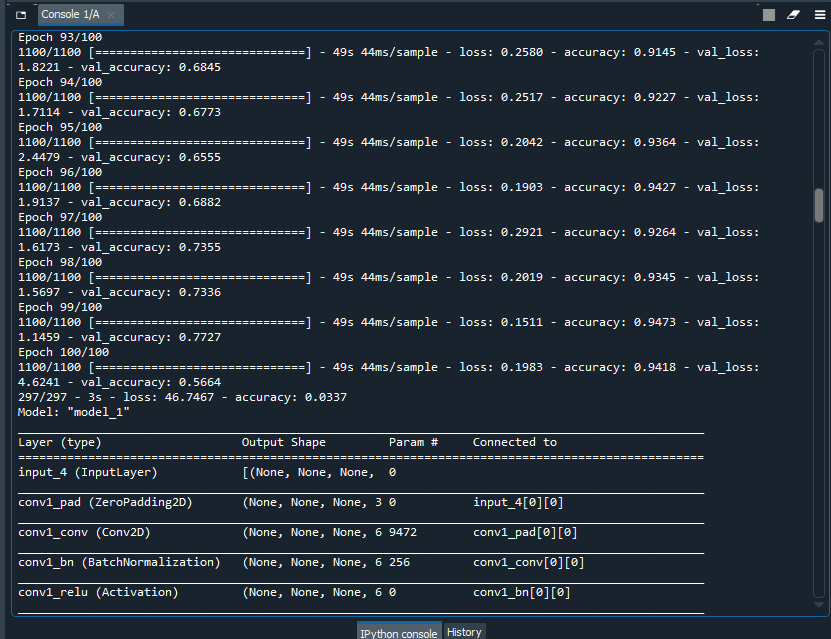 Console 1/A
Epoch 93/100
1100/1100 [==============================] - 49s 44ms/sample - loss: 0.2580 - accuracy: 0.9145 - val_loss:
1.8221 - val_accuracy: 0.6845
Epoch 94/100
1100/1100 [==============================] - 49s 44ms/sample - loss: 0.2517 - accuracy: 0.9227 - val_loss:
1.7114 - val_accuracy: 0.6773
Epoch 95/100
1100/1100 [==============================] - 49s 44ms/sample - loss: 0.2042 - accuracy: 0.9364 - val_loss:
2.4479 - val_accuracy: 0.6555
Epoch 96/100
1100/1100 [==============================] - 49s 44ms/sample - loss: 0.1903 - accuracy: 0.9427 - val_loss:
1.9137 - val_accuracy: 0.6882
Epoch 97/100
1100/1100 [==============================] - 49s 44ms/sample - loss: 0.2921 - accuracy: 0.9264 - val_loss:
1.6173 - val_accuracy: 0.7355
Epoch 98/100
1100/1100 [==============================] - 49s 44ms/sample - loss: 0.2019 - accuracy: 0.9345 - val_loss:
1.5697 - val_accuracy: 0.7336
Epoch 99/100
1100/1100 [==============================] - 49s 44ms/sample - loss: 0.1511 - accuracy: 0.9473 - val_loss:
1.1459 - val_accuracy: 0.7727
Epoch 100/100
1100/1100 [==============================] - 49s 44ms/sample - loss: 0.1983 - accuracy: 0.9418 - val_loss:
4.6241 - val_accuracy: 0.5664
297/297 - 3s - loss: 46.7467 - accuracy: 0.0337
Model: "model_1"
__________________________________________________________________________________________________
Layer (type) Output Shape Param # Connected to
==================================================================================================
input_4 (InputLayer) [(None, None, None, 0
__________________________________________________________________________________________________
conv1_pad (ZeroPadding2D) (None, None, None, 3 0 input_4[0][0]
__________________________________________________________________________________________________
conv1_conv (Conv2D) (None, None, None, 6 9472 conv1_pad[0][0]
__________________________________________________________________________________________________
conv1_bn (BatchNormalization) (None, None, None, 6 256 conv1_conv[0][0]
__________________________________________________________________________________________________
conv1_relu (Activation) (None, None, None, 6 0 conv1_bn[0][0]
__________________________________________________________________________________________________
IPython console History